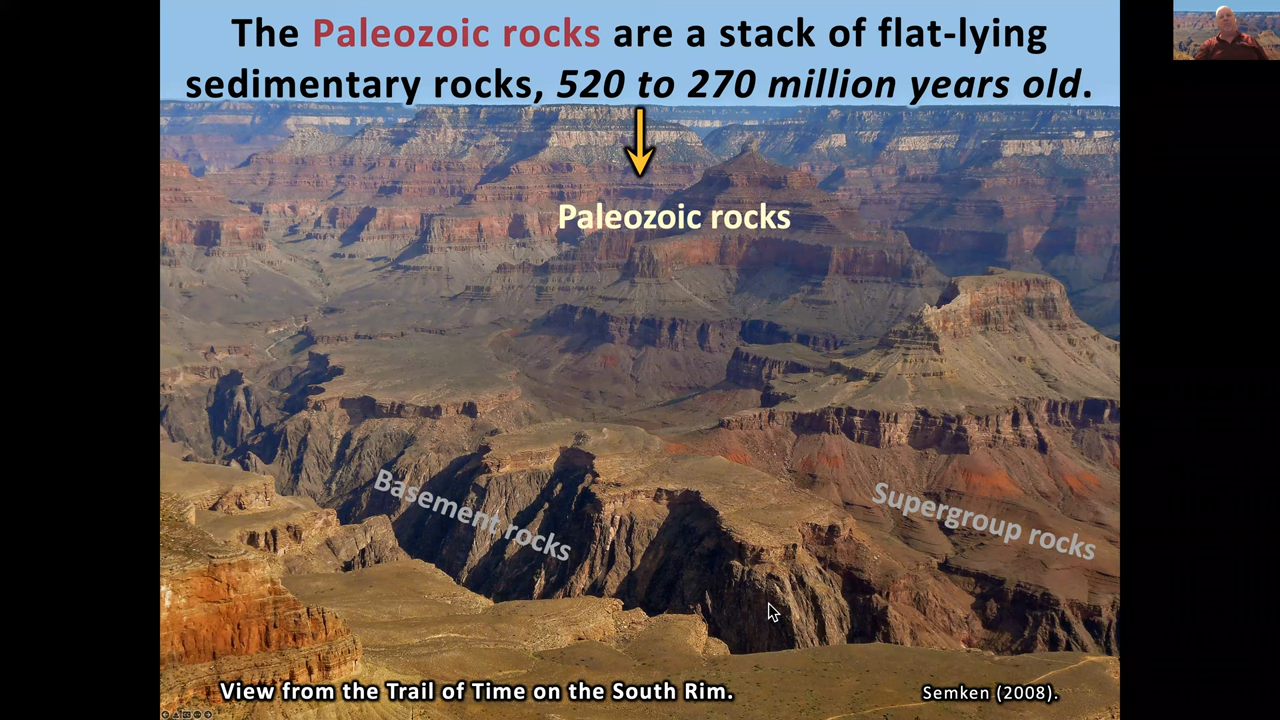 The Paleozoic rocks are a stack of flat-lying
sedimentary rocks, 520 to 270 million years old.
Paleozoic rocks
Basement rocks
Supergroup rocks
View from the Trail of Time on the South Rim.
Semken (2008).